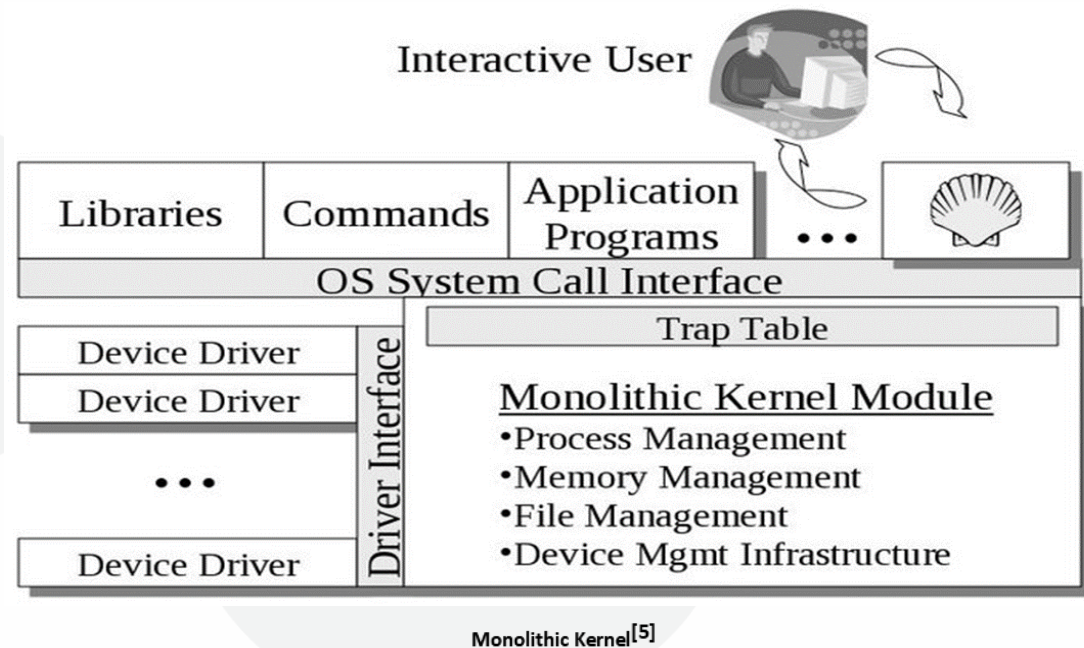 Interactive User
Libraries
Commands
Application
Programs
•••
OS System Call Interface
Device Driver
Device Driver
•••
Device Driver
Driver Interface
Trap Table
Monolithic Kernel Module
•Process Management
•Memory Management
•File Management
•Device Mgmt Infrastructure
Monolithic Kernel[5]